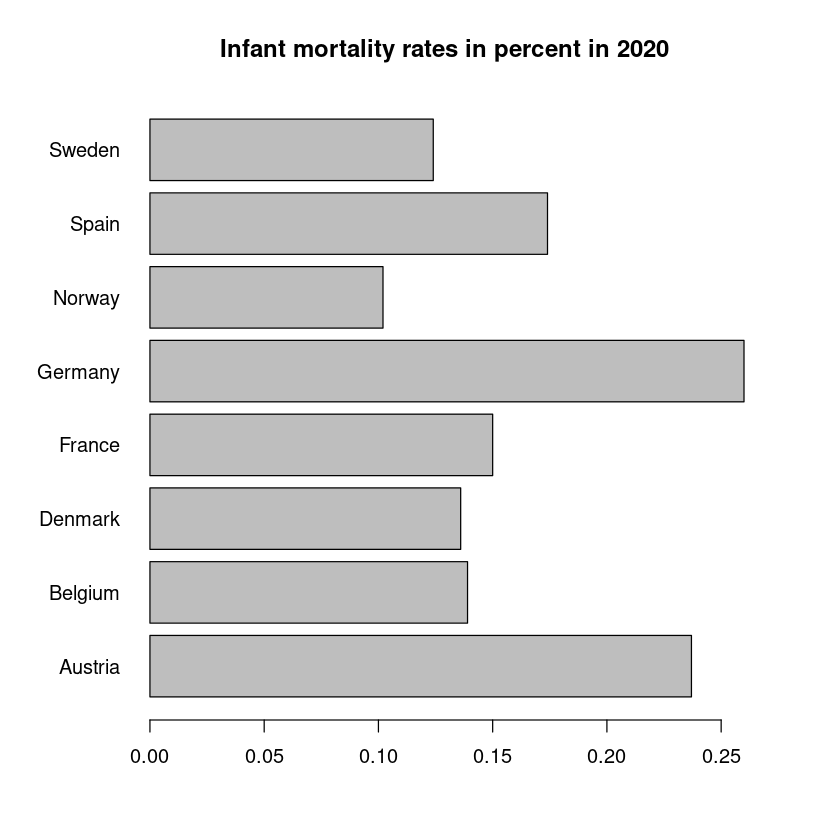 Infant mortality rates in percent in 2020
Sweden
Spain
Norway
Germany
France
Denmark
Belgium
Austria
0.00 0.05 0.10 0.15 0.20 0.25